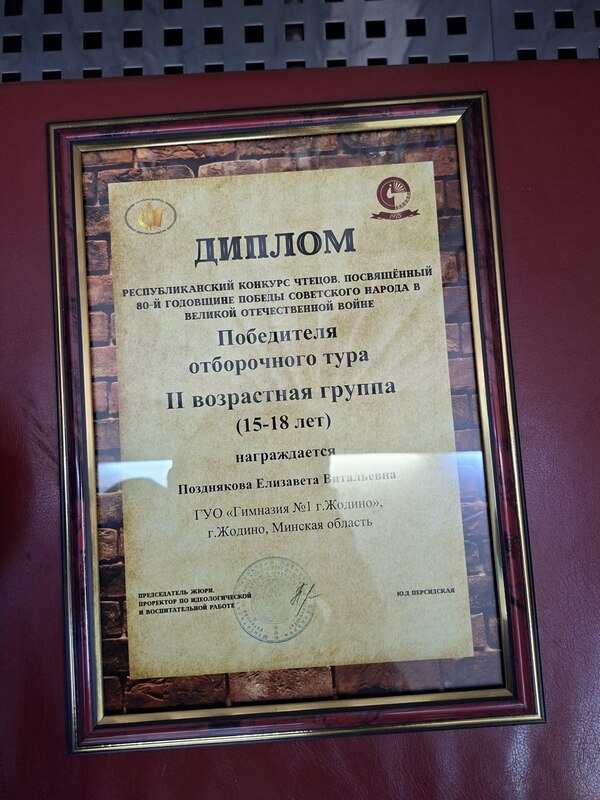 1918
ДИПЛОМ
РЕСПУБЛИКАНСКИЙ КОНКУРС ЧТЕЦОВ, ПОСВЯЩЁННЫЙ
80-Й ГОДОВЩИНЕ ПОБЕДЫ СОВЕТСКОГО НАРОДА В
ВЕЛИКОЙ ОТЕЧЕСТВЕННОЙ ВОЙНЕ
Победителя
отборочного тура
II возрастная группа
(15-18 лет)
награждается
Позднякова Елизавета Витальевна
ГУО «Гимназия №1 г.Жодино»,
г.Жодино, Минская область
ПРЕДСЕДАТЕЛЬ ЖЮРИ,
ПРОРЕКТОР ПО ИДЕОЛОГИЧЕСКОЙ
И ВОСПИТАТЕЛЬНОЙ РАБОТЕ
Ю.Д ПЕРСИДСКАЯ